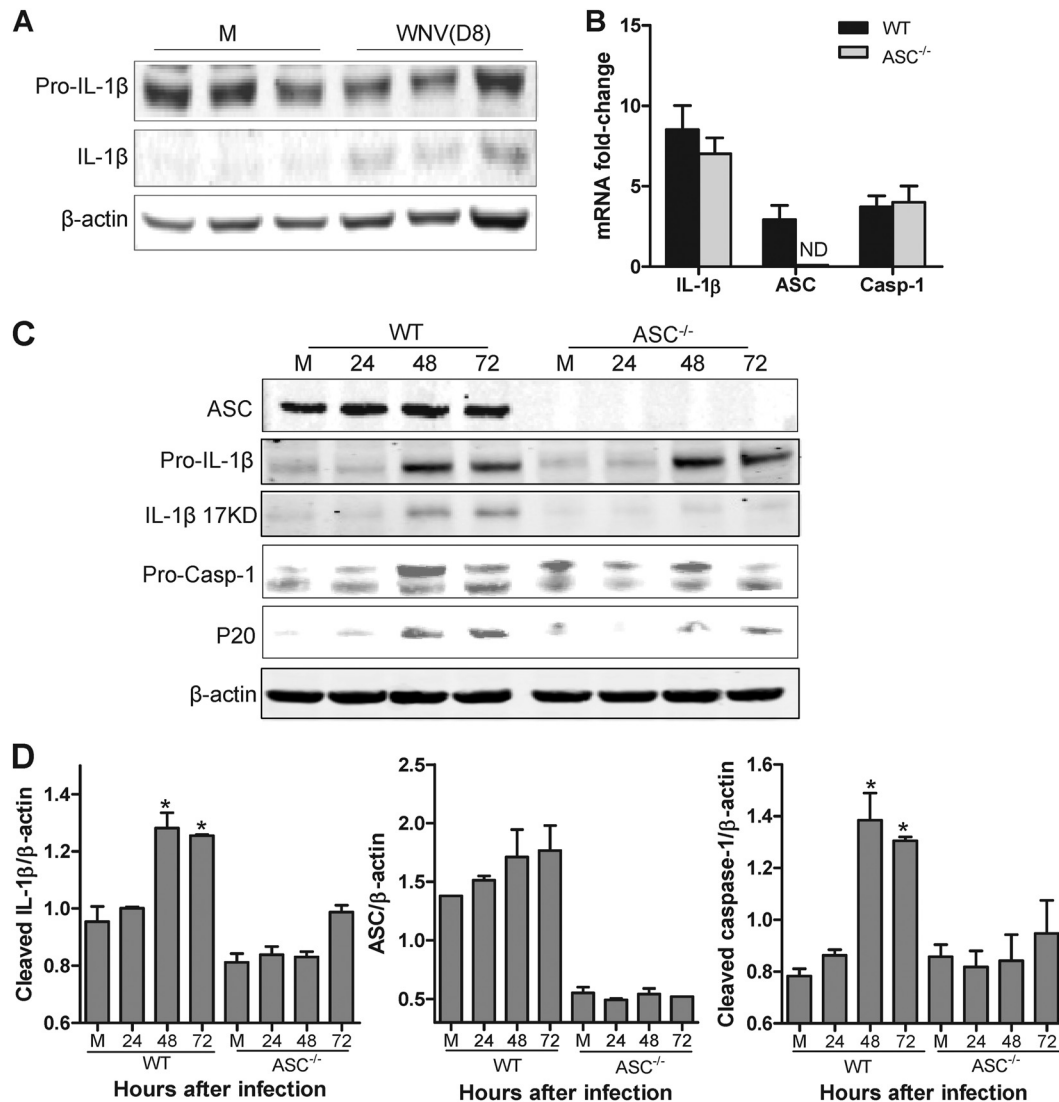 A
M WNV(D8)
Pro-IL-1β
IL-1β
β-actin
B
WT
ASC-/-
mRNA fold-change
15
10
5
0
ND
IL-1β ASC Casp-1
C
WT ASC-/-
M 24 48 72 M 24 48 72
ASC
Pro-IL-1β
IL-1β 17KD
Pro-Casp-1
P20
β-actin
D
Cleaved IL-1β/β-actin
1.4
1.2
1.0
0.8
0.6
* *
M 24 48 72 M 24 48 72
WT ASC-/-
Hours after infection
ASC/β-actin
2.5
2.0
1.5
1.0
0.5
M 24 48 72 M 24 48 72
WT ASC-/-
Hours after infection
Cleaved caspase-1/β-actin
1.6
1.4
1.2
1.0
0.8
0.6
* *
M 24 48 72 M 24 48 72
WT ASC-/-
Hours after infection